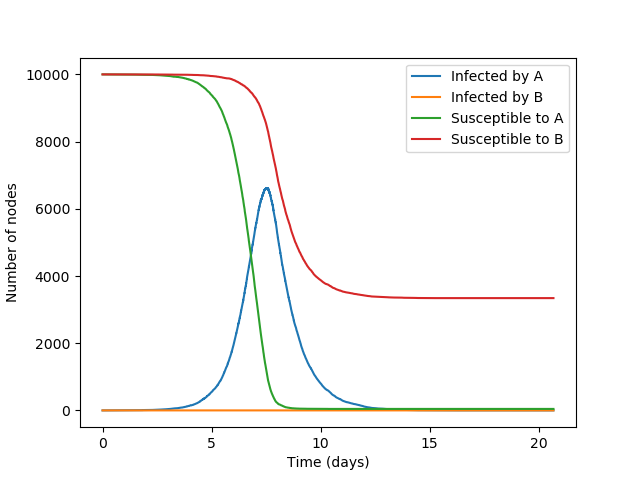 Number of nodes
10000
8000
6000
4000
2000
0
Infected by A
Infected by B
Susceptible to A
Susceptible to B
0 5 10 15 20
Time (days)